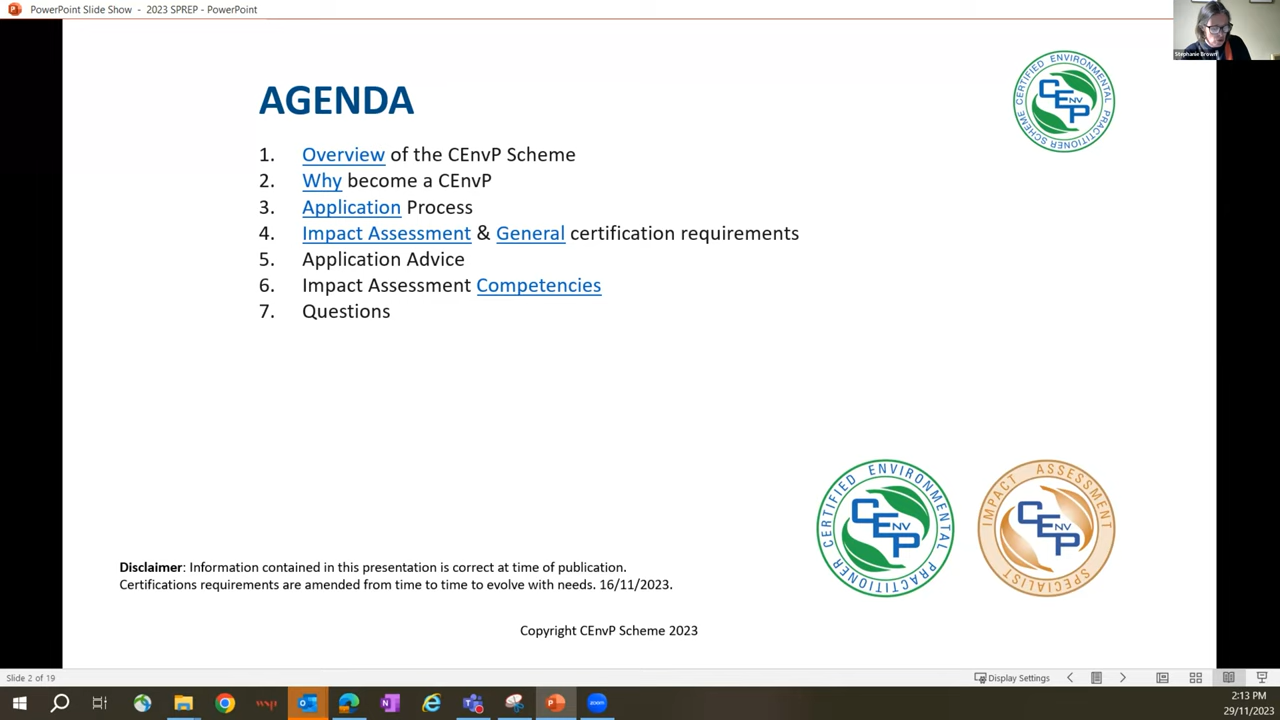 PowerPoint Slide Show - 2023 SPREP - PowerPoint
Stephanie Brown
AGENDA
CERTIFIED ENVIRONMENTAL PRACTITIONER SCHEME
CEnvP
1. Overview of the CEnvP Scheme
2. Why become a CEnvP
3. Application Process
4. Impact Assessment & General certification requirements
5. Application Advice
6. Impact Assessment Competencies
7. Questions
CERTIFIED ENVIRONMENTAL PRACTITIONER
CEnvP
IMPACT ASSESSMENT SPECIALIST
CEnvP
Disclaimer: Information contained in this presentation is correct at time of publication.
Certifications requirements are amended from time to time to evolve with needs. 16/11/2023.
Copyright CEnvP Scheme 2023
Slide 2 of 19
Display Settings
wsp
zoom
2:13 PM
29/11/2023